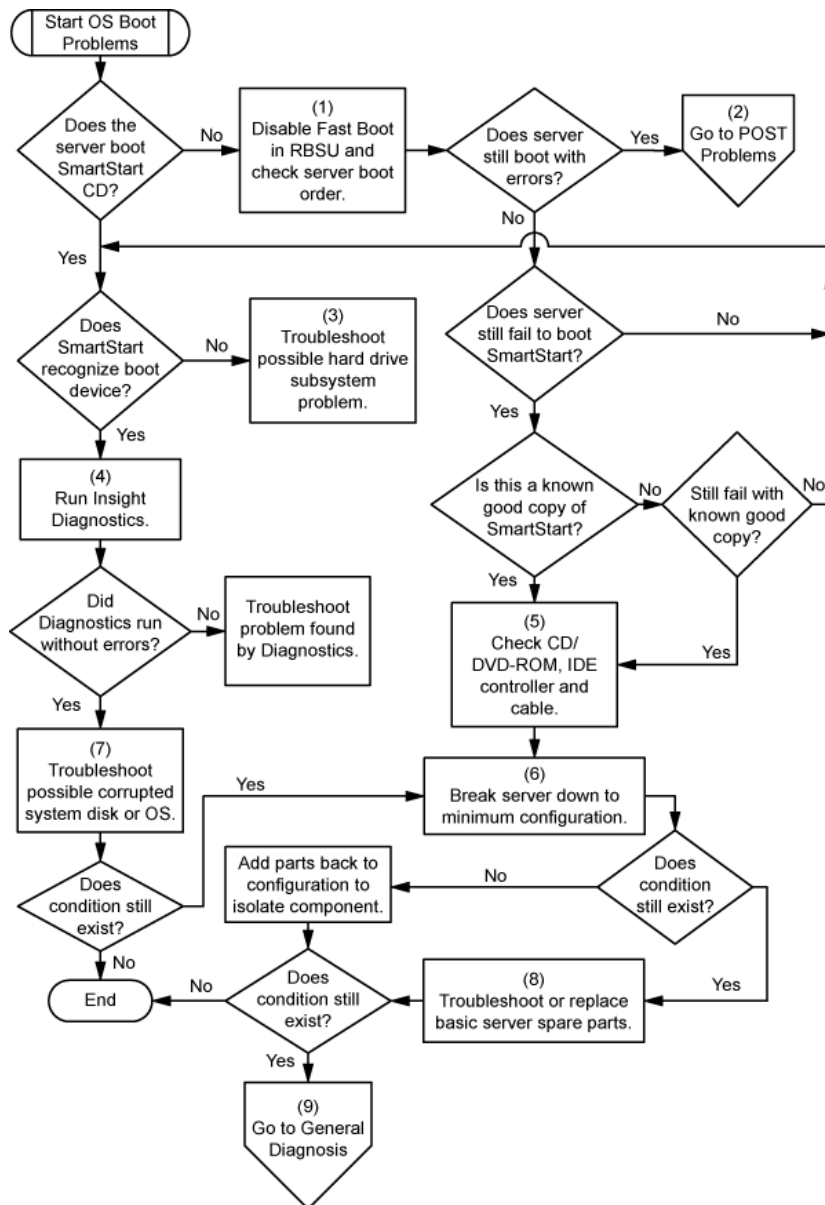 Start OS Boot
Problems
Does the
server boot
SmartStart
CD?
No
(1)
Disable Fast Boot
in RBSU and
check server boot
order.
Does server
still boot with
errors?
Yes
(2)
Go to POST
Problems
No
Yes
Does
SmartStart
recognize boot
device?
No
(3)
Troubleshoot
possible hard drive
subsystem
problem.
Does server
still fail to boot
SmartStart?
No
Yes
Yes
(4)
Run Insight
Diagnostics.
Is this a known
good copy of
SmartStart?
No
Still fail with
known good
copy?
No
Yes
Yes
Did
Diagnostics run
without errors?
No
Troubleshoot
problem found
by Diagnostics.
(5)
Check CD/
DVD-ROM, IDE
controller and
cable.
Yes
(7)
Troubleshoot
possible corrupted
system disk or OS.
Yes
(6)
Break server down to
minimum configuration.
Does
condition still
exist?
No
Add parts back to
configuration to
isolate component.
No
Does
condition
still exist?
Yes
End
No
Does
condition still
exist?
(8)
Troubleshoot or replace
basic server spare parts.
Yes
(9)
Go to General
Diagnosis